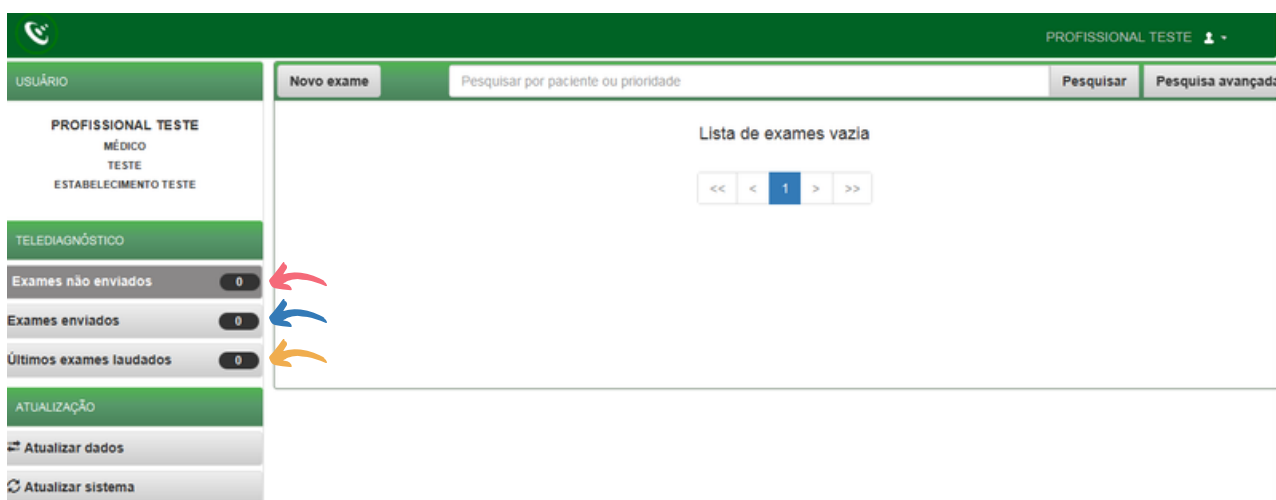 PROFISSIONAL TESTE
USUÁRIO
PROFISSIONAL TESTE
MÉDICO
TESTE
ESTABELECIMENTO TESTE
TELEDIAGNÓSTICO
Exames não enviados 0
Exames enviados 0
Últimos exames laudados 0
ATUALIZAÇÃO
Atualizar dados
Atualizar sistema
Novo exame Pesquisar por paciente ou prioridade Pesquisar Pesquisa avançada
Lista de exames vazia
<< < 1 > >>